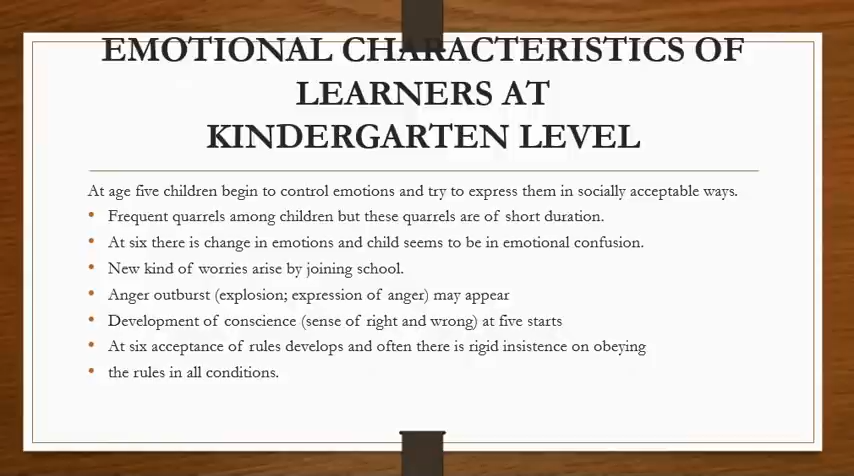 EMOTIONAL CHARACTERISTICS OF
LEARNERS AT
KINDERGARTEN LEVEL
At age five children begin to control emotions and try to express them in socially acceptable ways.
• Frequent quarrels among children but these quarrels are of short duration.
• At six there is change in emotions and child seems to be in emotional confusion.
• New kind of worries arise by joining school.
• Anger outburst (explosion; expression of anger) may appear
• Development of conscience (sense of right and wrong) at five starts
• At six acceptance of rules develops and often there is rigid insistence on obeying
• the rules in all conditions.